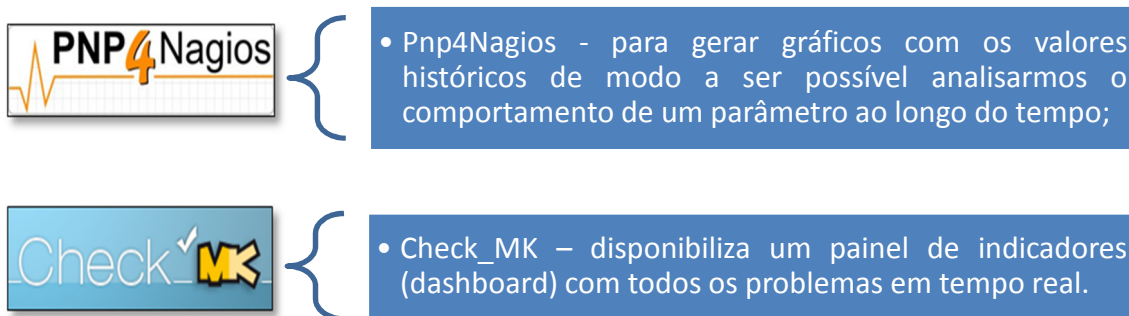 PNP4Nagios
• Pnp4Nagios - para gerar gráficos com os valores
históricos de modo a ser possível analisarmos o
comportamento de um parâmetro ao longo do tempo;
Check_MK
• Check_MK – disponibiliza um painel de indicadores
(dashboard) com todos os problemas em tempo real.